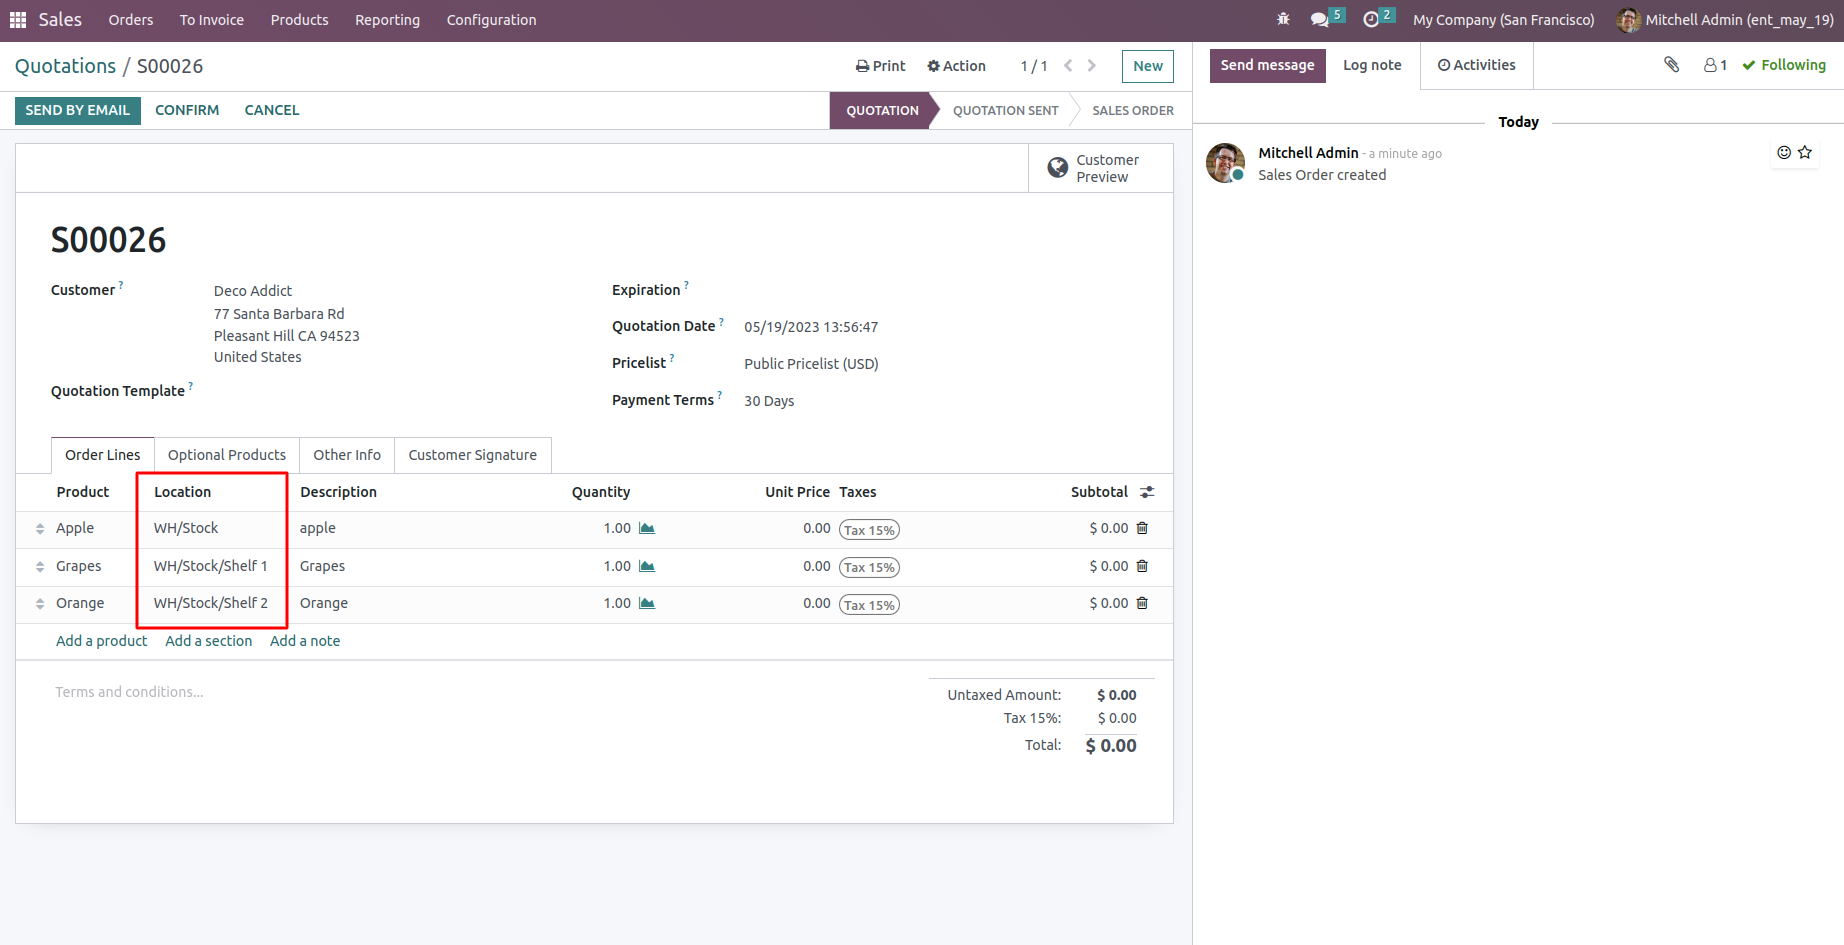 Sales Orders To Invoice Products Reporting Configuration 5 2 My Company (San Francisco) Mitchell Admin (ent_may_19)
Quotations / S00026 Print Action 1 / 1 New
SEND BY EMAIL CONFIRM CANCEL QUOTATION QUOTATION SENT SALES ORDER
Customer
Preview
S00026
Customer ? Deco Addict
77 Santa Barbara Rd
Pleasant Hill CA 94523
United States
Quotation Template ?
Expiration ?
Quotation Date ? 05/19/2023 13:56:47
Pricelist ? Public Pricelist (USD)
Payment Terms ? 30 Days
Order Lines Optional Products Other Info Customer Signature
Product Location Description Quantity Unit Price Taxes Subtotal
Apple WH/Stock apple 1.00 0.00 Tax 15% $ 0.00
Grapes WH/Stock/Shelf 1 Grapes 1.00 0.00 Tax 15% $ 0.00
Orange WH/Stock/Shelf 2 Orange 1.00 0.00 Tax 15% $ 0.00
Add a product Add a section Add a note
Terms and conditions...
Untaxed Amount: $ 0.00
Tax 15%: $ 0.00
Total: $ 0.00
Send message Log note Activities 1 Following
Today
Mitchell Admin - a minute ago
Sales Order created